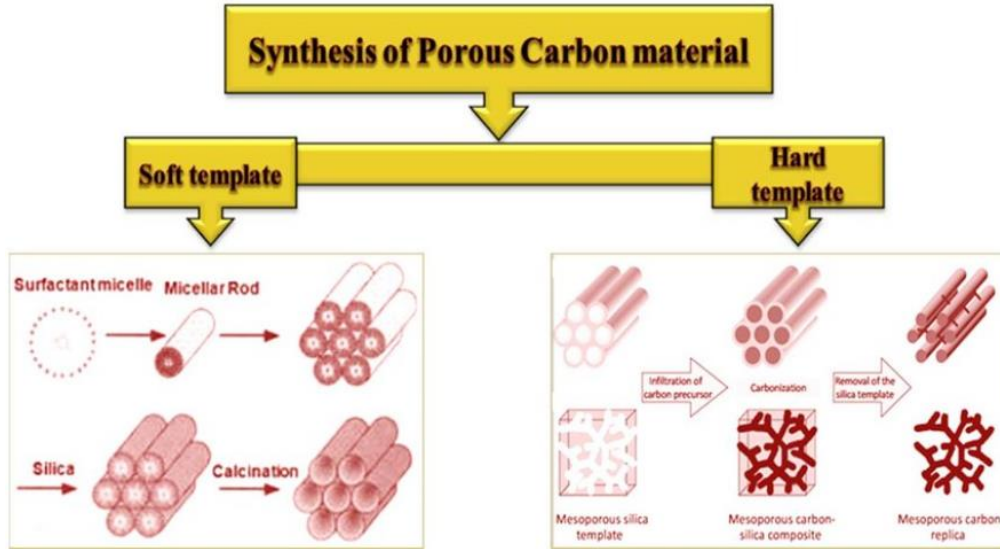 Synthesis of Porous Carbon material
Soft template
Hard
template
Surfactant micelle
Micellar Rod
Silica
Calcination
Infiltration of
carbon precursor
Carbonization
Removal of the
silica template
Mesoporous silica
template
Mesoporous carbon-
silica composite
Mesoporous carbon
replica